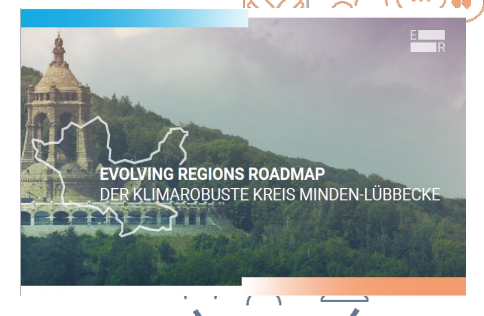 E
R
EVOLVING REGIONS ROADMAP
DER KLIMAROBUSTE KREIS MINDEN-LÜBBECKE